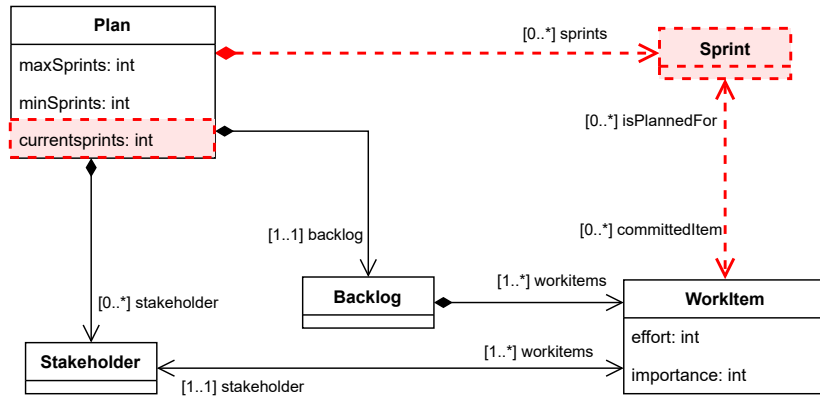 Plan
maxSprints: int
minSprints: int
currentsprints: int
[0..*] sprints
Sprint
[0..*] isPlannedFor
[0..*] committedItem
[1..1] backlog
Backlog
[1..*] workitems
WorkItem
effort: int
importance: int
[0..*] stakeholder
Stakeholder
[1..*] workitems
[1..1] stakeholder